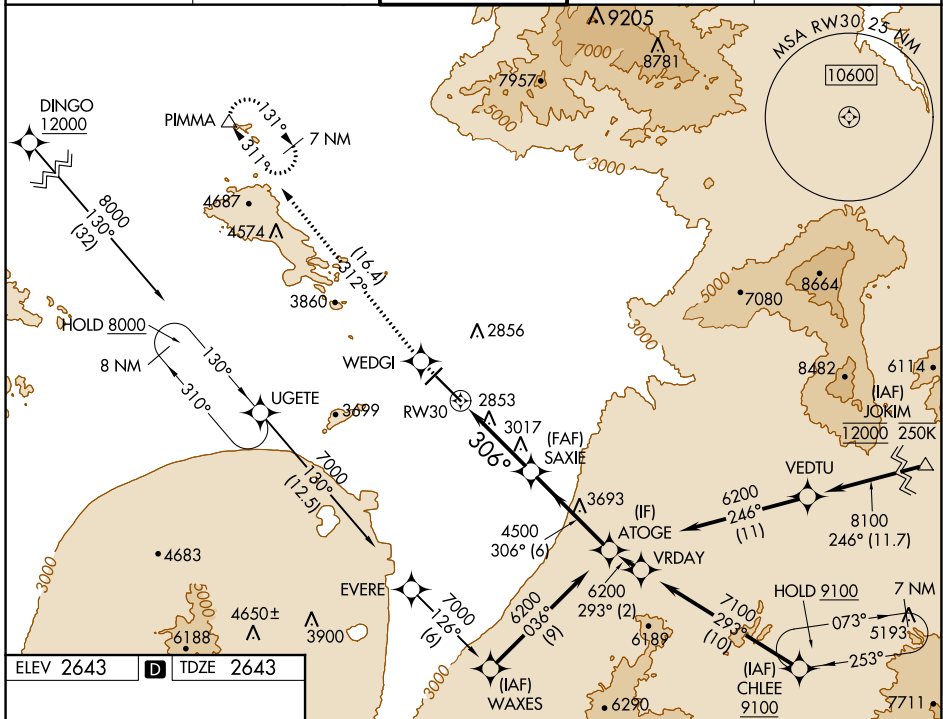 9205
7000
8781
7957
5000
3000
MSA RW30 25 NM
10600
DINGO
12000
PIMMA
131°
311°
7 NM
8000
130°
(32)
4687
4574
(16.4)
312°
3860
HOLD 8000
8 NM
130°
310°
UGETE
WEDGI
2856
RW30
2853
3017
306°
3699
(FAF)
SAXIE
3000
5000
7080
8664
8482
6114
(IAF)
JOKIM
12000 250K
VEDTU
6200
246°
(11)
8100
246° (11.7)
7000
130°
(12.5)
3693
(IF)
ATOGE
4500
306° (6)
VRDAY
6200
293° (2)
3000
4683
EVERE
7000
126°
(6)
6200
036°
(9)
7100
293°
(10)
HOLD 9100
7 NM
073°
5193
253°
5000
4650±
6188
3900
6189
(IAF)
WAXES
3000
(IAF)
CHLEE
9100
6290
7711
ELEV 2643 D TDZE 2643